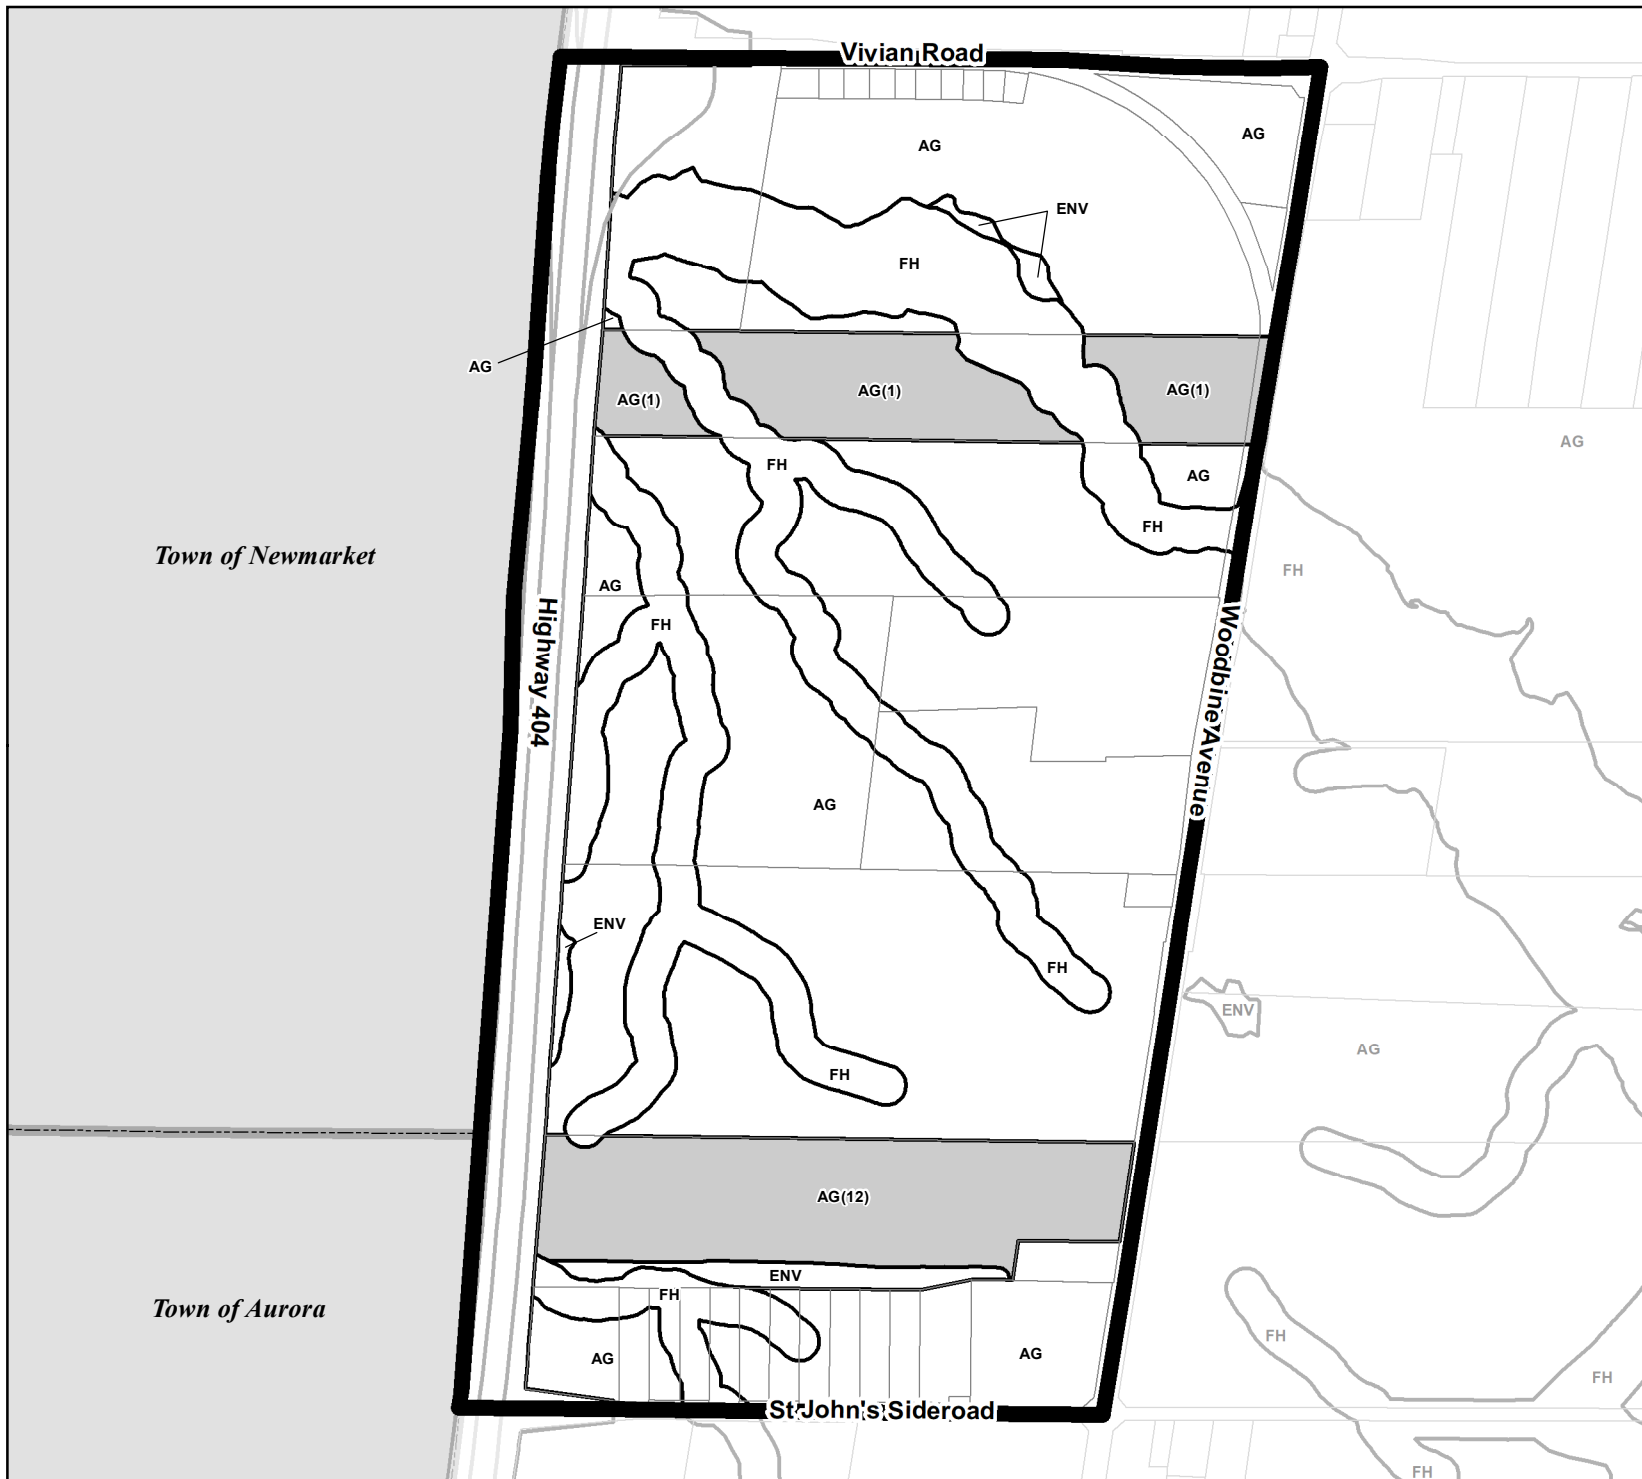 Vivian Road
AG
AG
ENV
FH
AG
AG(1)
AG(1)
AG(1)
AG
FH
AG
FH
Town of Newmarket
FH
AG
Highway 404
FH
Woodbine Avenue
AG
ENV
FH
ENV
AG
FH
AG(12)
ENV
FH
Town of Aurora
FH
AG
AG
FH
St John's Sideroad
FH